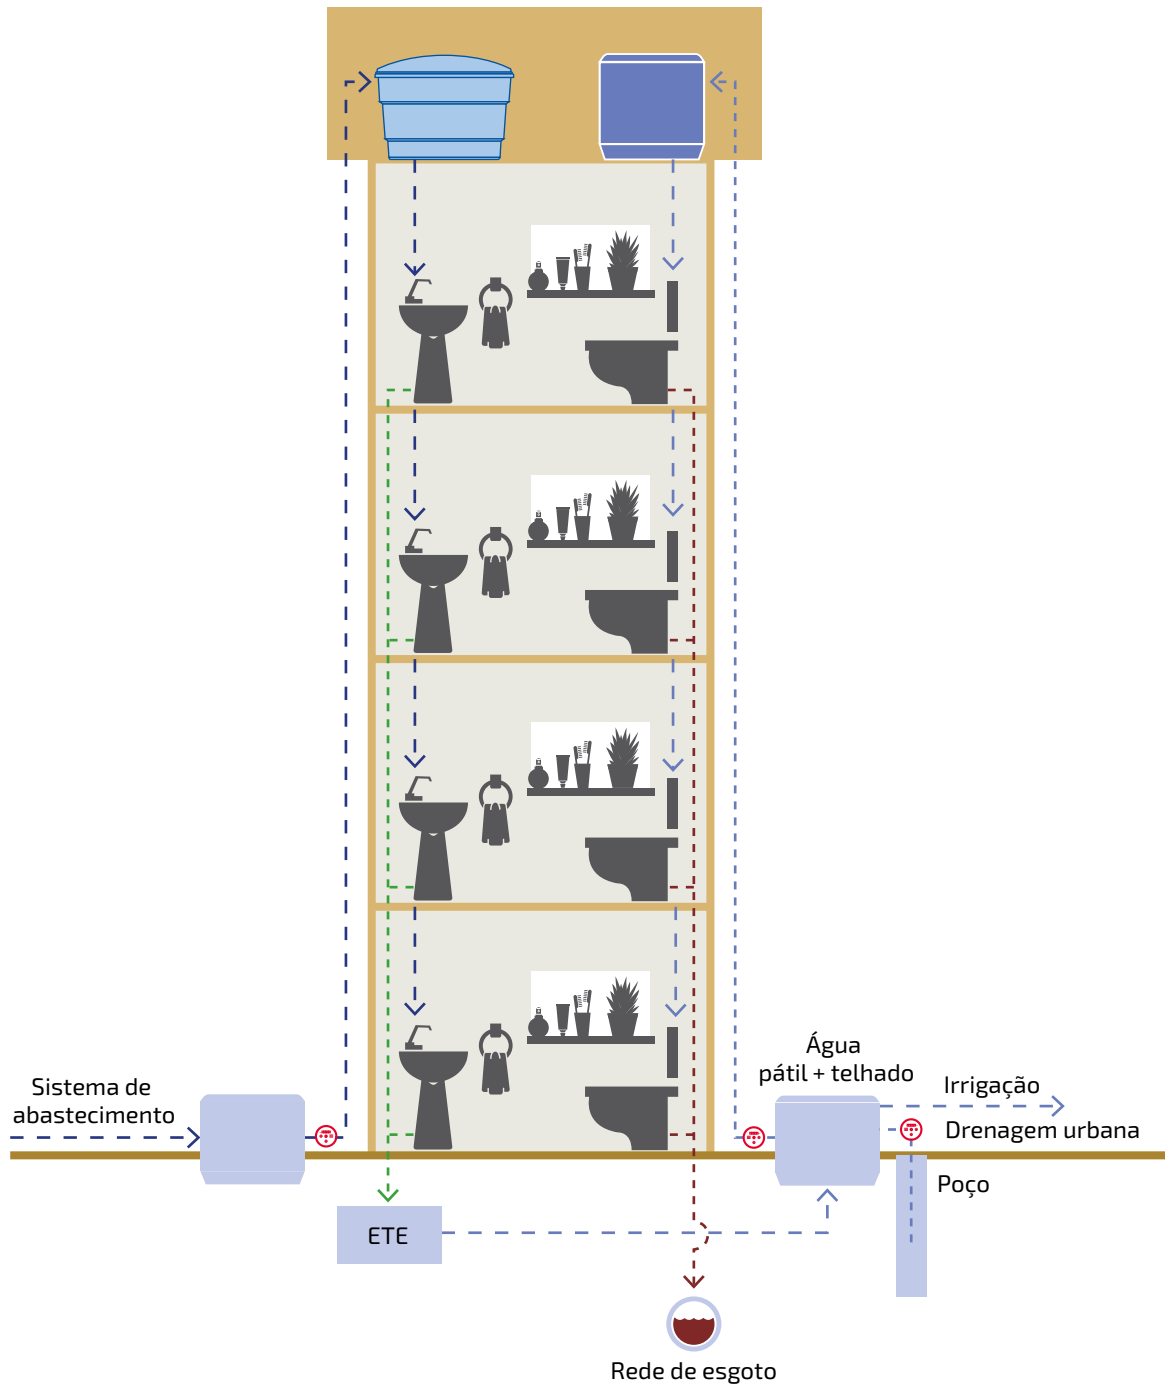 Sistema de
abastecimento
Água
pátil + telhado
Irrigação
Drenagem urbana
Poço
ETE
Rede de esgoto